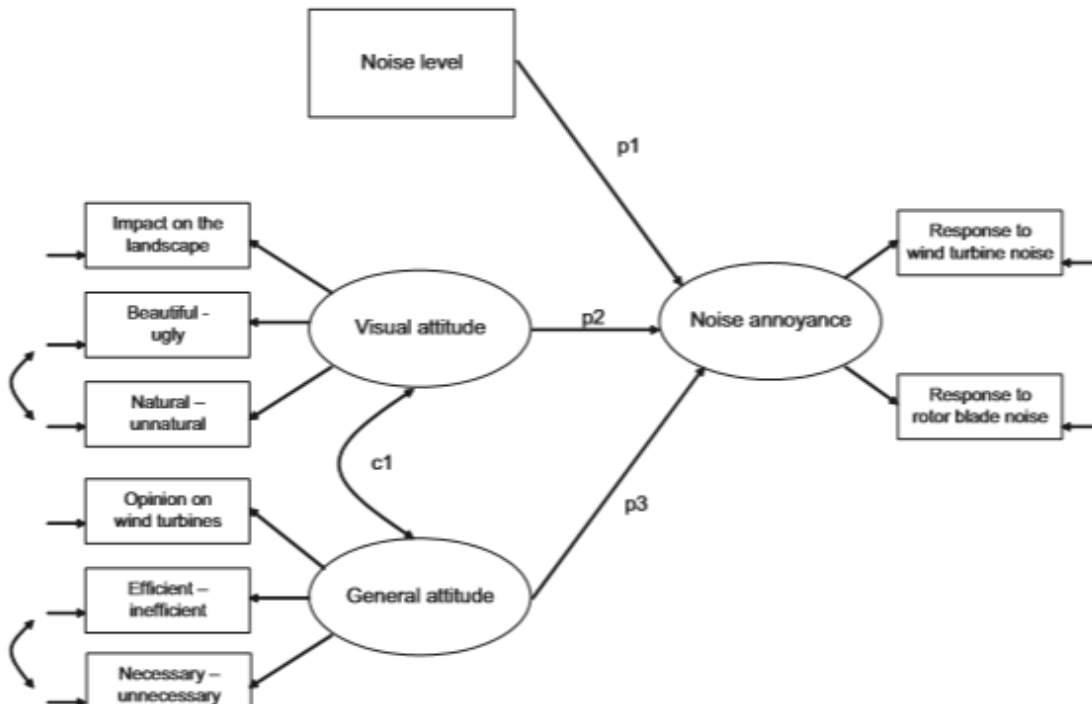 Noise level
p1
Impact on the
landscape
Response to
wind turbine noise
Beautiful -
ugly
Visual attitude
p2
Noise annoyance
Natural –
unnatural
Response to
rotor blade noise
c1
Opinion on
wind turbines
p3
Efficient –
inefficient
General attitude
Necessary –
unnecessary